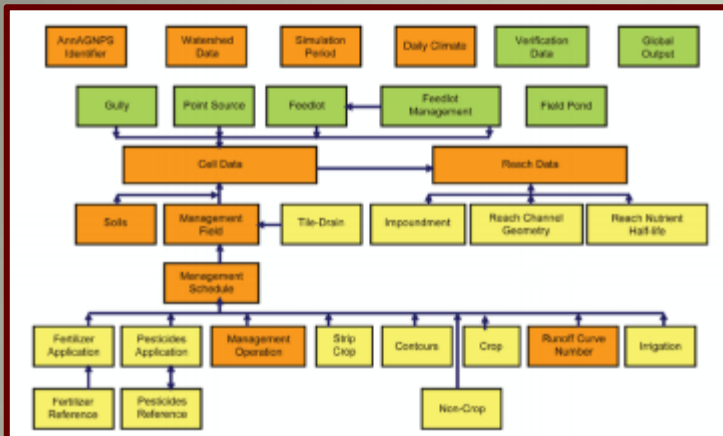 AnnAGNPS
Identifier
Watershed
Data
Simulation
Period
Daily Climate
Verification
Data
Global
Output
Gully
Point Source
Feedlot
Feedlot
Management
Field Pond
Cell Data
Reach Data
Soils
Management
Field
Tile-Drain
Impoundment
Reach Channel
Geometry
Reach Nutrient
Half-life
Management
Schedule
Fertilizer
Application
Pesticides
Application
Management
Operation
Strip
Crop
Contours
Crop
Runoff Curve
Number
Irrigation
Fertilizer
Reference
Pesticides
Reference
Non-Crop